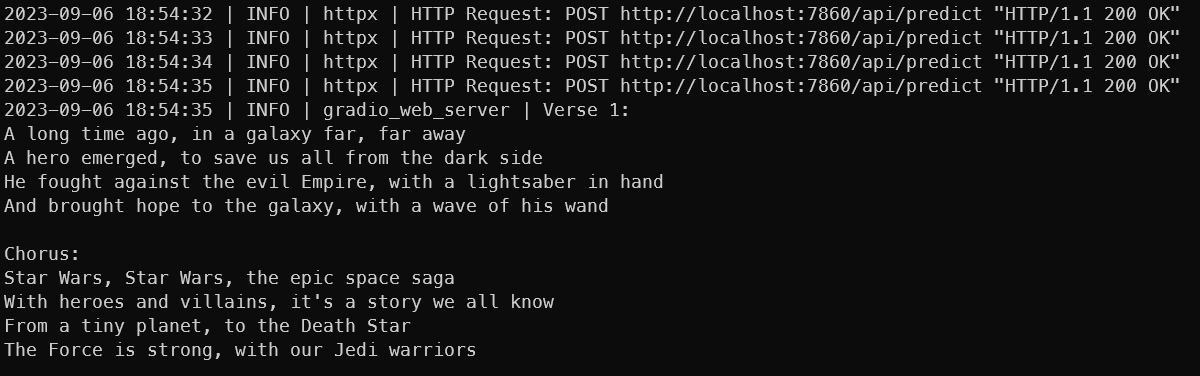 2023-09-06 18:54:32 | INFO | httpx | HTTP Request: POST http://localhost:7860/api/predict "HTTP/1.1 200 OK"
2023-09-06 18:54:33 | INFO | httpx | HTTP Request: POST http://localhost:7860/api/predict "HTTP/1.1 200 OK"
2023-09-06 18:54:34 | INFO | httpx | HTTP Request: POST http://localhost:7860/api/predict "HTTP/1.1 200 OK"
2023-09-06 18:54:35 | INFO | httpx | HTTP Request: POST http://localhost:7860/api/predict "HTTP/1.1 200 OK"
2023-09-06 18:54:35 | INFO | gradio_web_server | Verse 1:
A long time ago, in a galaxy far, far away
A hero emerged, to save us all from the dark side
He fought against the evil Empire, with a lightsaber in hand
And brought hope to the galaxy, with a wave of his wand

Chorus:
Star Wars, Star Wars, the epic space saga
With heroes and villains, it's a story we all know
From a tiny planet, to the Death Star
The Force is strong, with our Jedi warriors